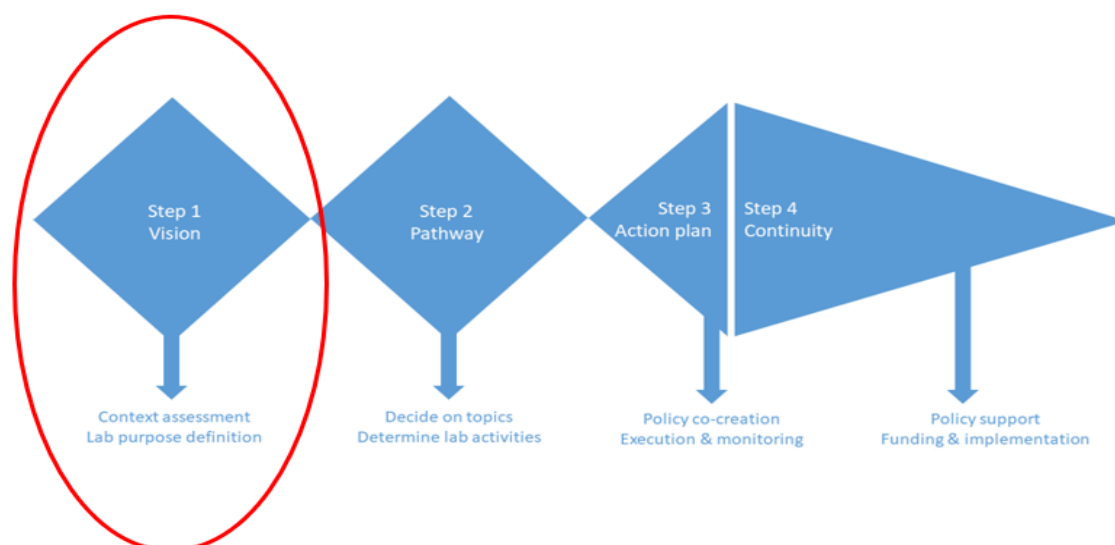 Step 1
Vision
Step 2
Pathway
Step 3
Action plan
Step 4
Continuity
Context assessment
Lab purpose definition
Decide on topics
Determine lab activities
Policy co-creation
Execution & monitoring
Policy support
Funding & implementation